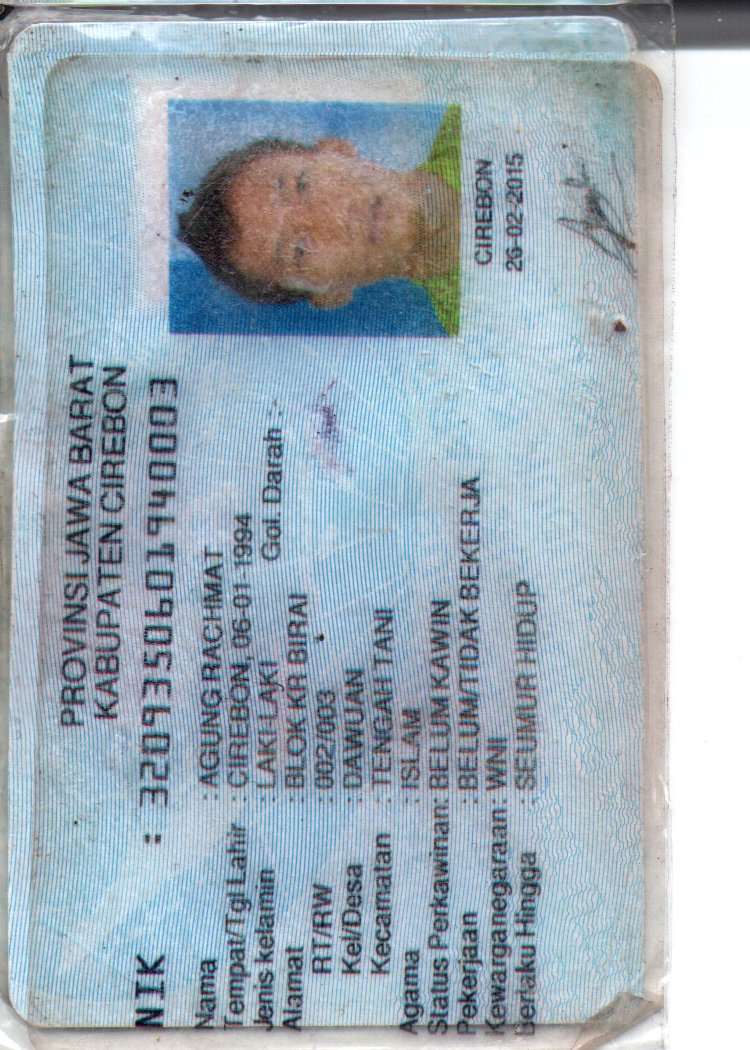 PROVINSI JAWA BARAT
KABUPATEN CIREBON
NIK : 3209350601940003
Nama : AGUNG RACHMAT
Tempat/Tgl Lahir : CIREBON, 06-01-1994
Jenis kelamin : LAKI-LAKI Gol. Darah :-
Alamat : BLOK KR BIRAI
RT/RW : 002/003
Kel/Desa : DAWUAN
Kecamatan : TENGAH TANI
Agama : ISLAM
Status Perkawinan: BELUM KAWIN
Pekerjaan : BELUM/TIDAK BEKERJA
Kewarganegaraan: WNI
Berlaku Hingga : SEUMUR HIDUP
CIREBON
26-02-2015